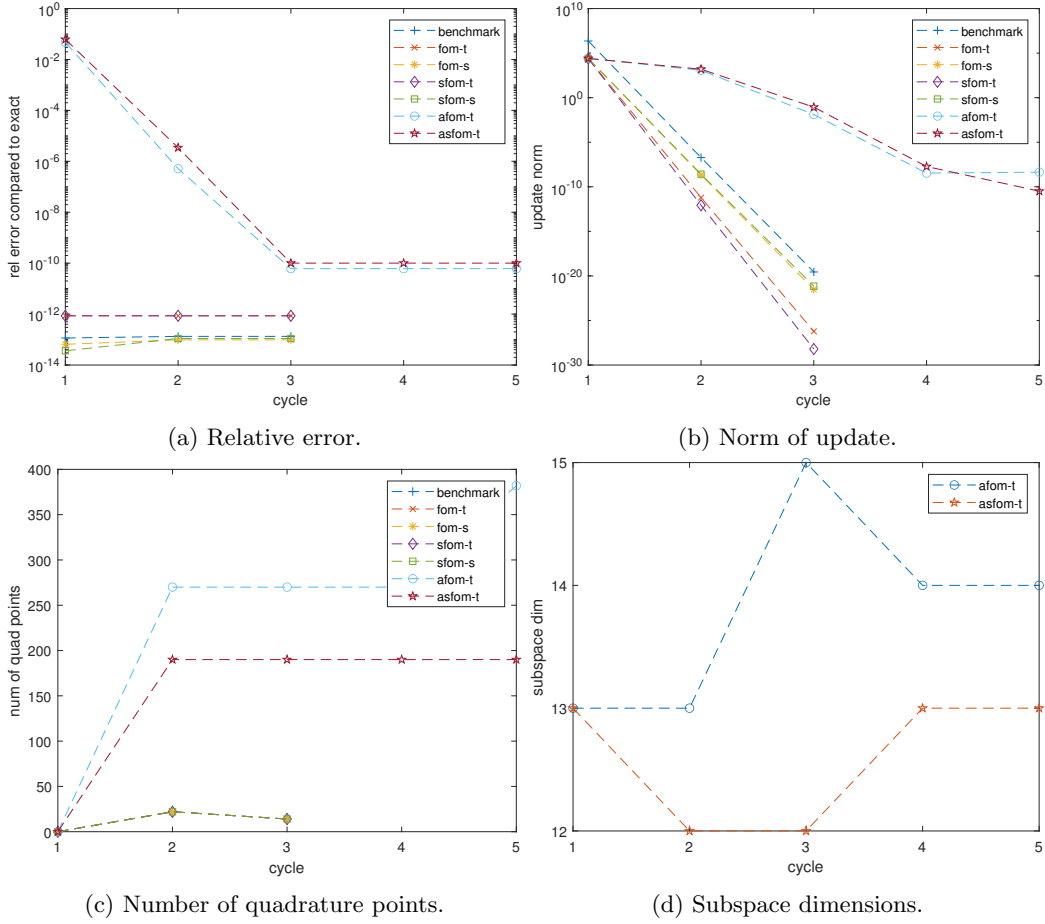 10^0
10^-2
10^-4
10^-6
10^-8
10^-10
10^-12
10^-14
rel error compared to exact
1 2 3 4 5
cycle
benchmark
fom-t
fom-s
sfom-t
sfom-s
afom-t
asfom-t
(a) Relative error.
10^10
10^0
10^-10
10^-20
10^-30
update norm
1 2 3 4 5
cycle
benchmark
fom-t
fom-s
sfom-t
sfom-s
afom-t
asfom-t
(b) Norm of update.
400
350
300
250
200
150
100
50
0
num of quad points
1 2 3 4 5
cycle
benchmark
fom-t
fom-s
sfom-t
sfom-s
afom-t
asfom-t
(c) Number of quadrature points.
15
14
13
12
subspace dim
1 2 3 4 5
cycle
afom-t
asfom-t
(d) Subspace dimensions.